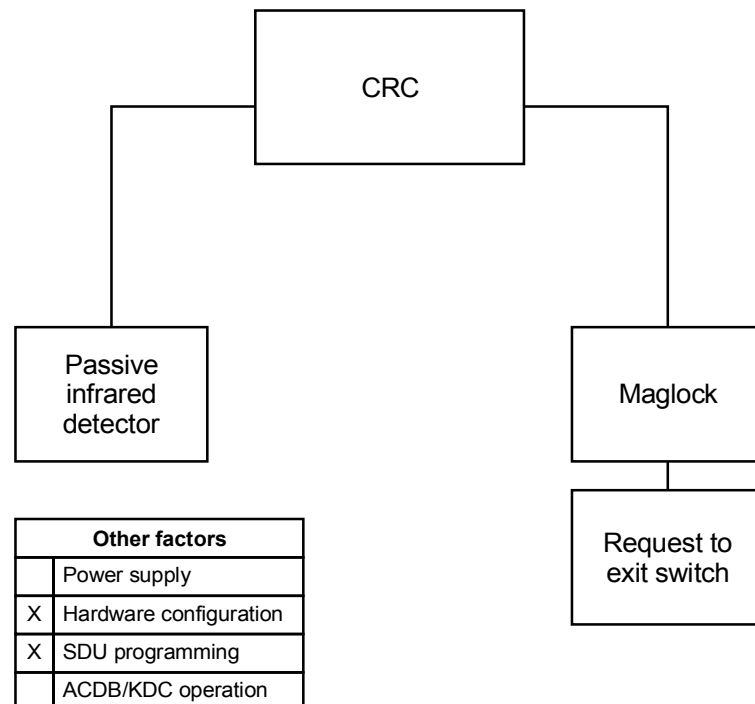 CRC
Passive
infrared
detector
Maglock
Request to
exit switch
Other factors
Power supply
X Hardware configuration
X SDU programming
ACDB/KDC operation